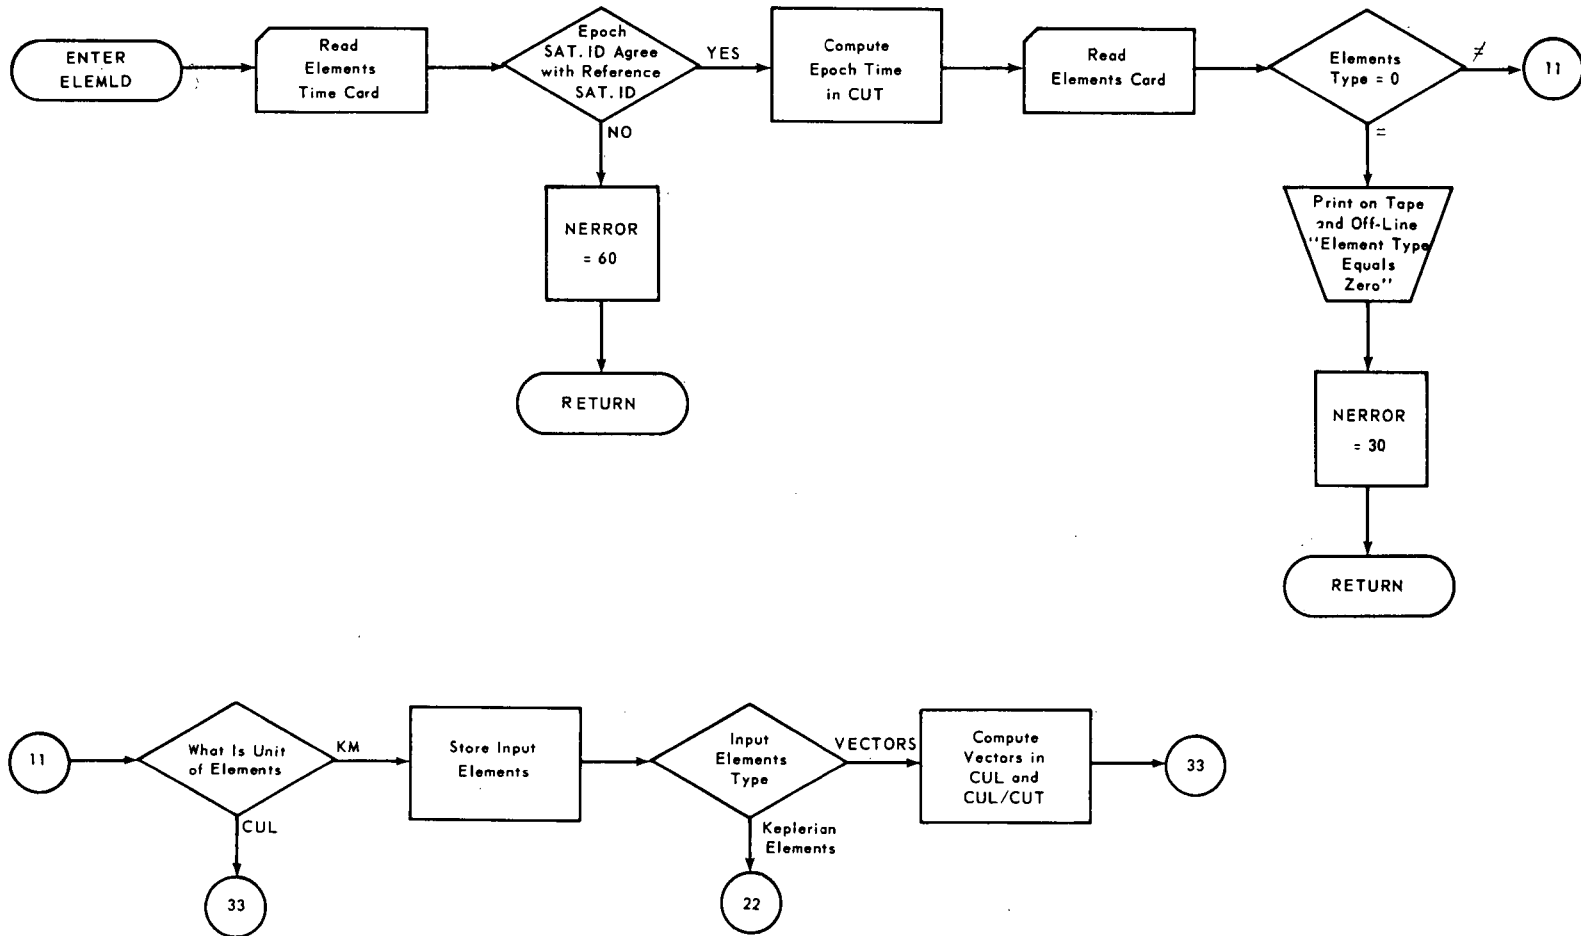 ENTER
ELEMLD
Read
Elements
Time Card
Epoch
SAT. ID Agree
with Reference
SAT. ID
YES
NO
Compute
Epoch Time
in CUT
Read
Elements Card
Elements
Type = 0
≠
11
=
NERROR
= 60
RETURN
Print on Tape
and Off-Line
"Element Type
Equals
Zero"
NERROR
= 30
RETURN
11
What Is Unit
of Elements
KM
CUL
33
Store Input
Elements
Input
Elements
Type
VECTORS
Keplerian
Elements
22
Compute
Vectors in
CUL and
CUL/CUT
33